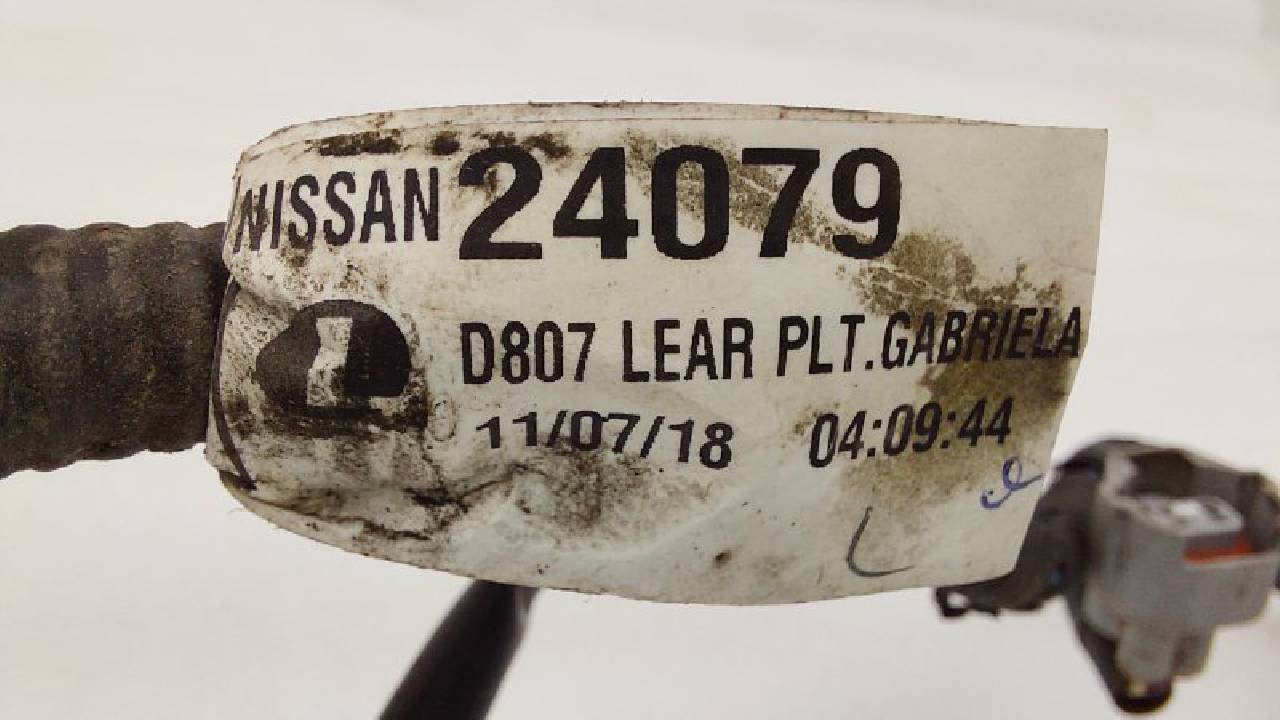 NISSAN 24079
L
D807 LEAR PLT.GABRIELA
11/07/18 04:09:44